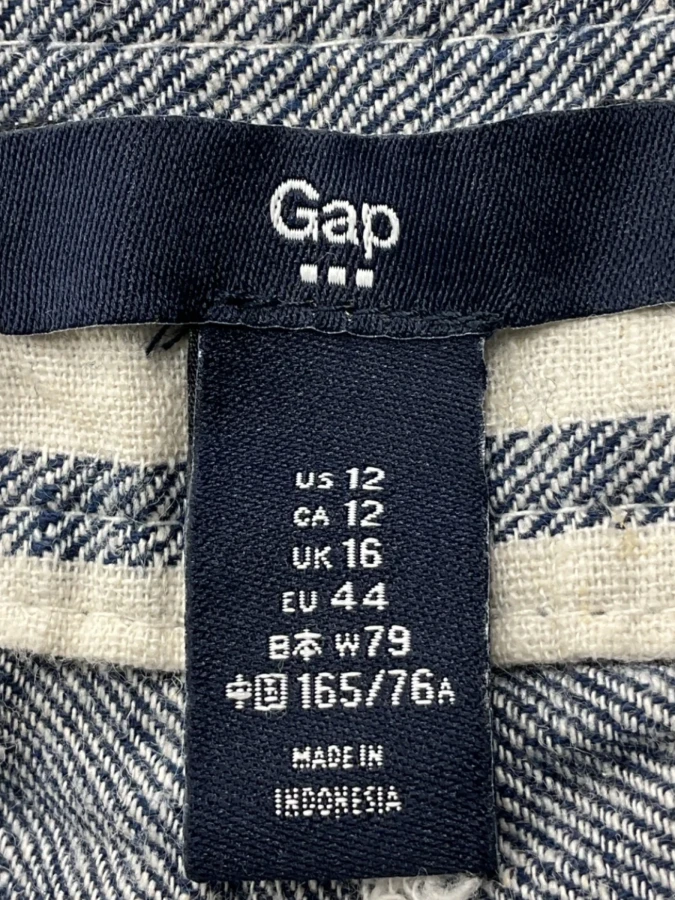 Gap
US 12
CA 12
UK 16
EU 44
日本 W79
中国 165/76A
MADE IN
INDONESIA